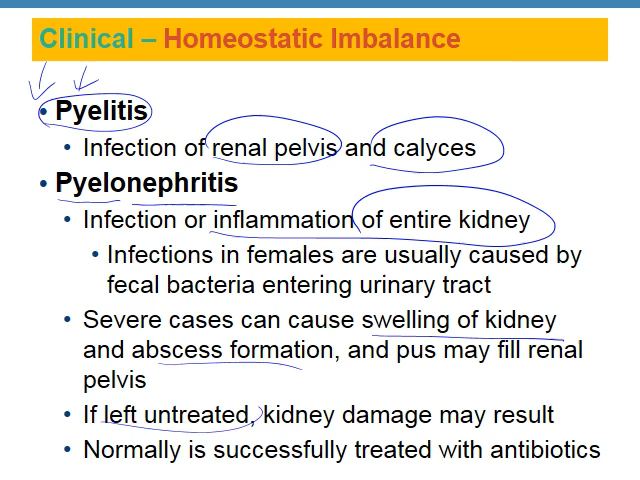 Clinical – Homeostatic Imbalance
• Pyelitis
• Infection of renal pelvis and calyces
• Pyelonephritis
• Infection or inflammation of entire kidney
• Infections in females are usually caused by
fecal bacteria entering urinary tract
• Severe cases can cause swelling of kidney
and abscess formation, and pus may fill renal
pelvis
• If left untreated, kidney damage may result
• Normally is successfully treated with antibiotics